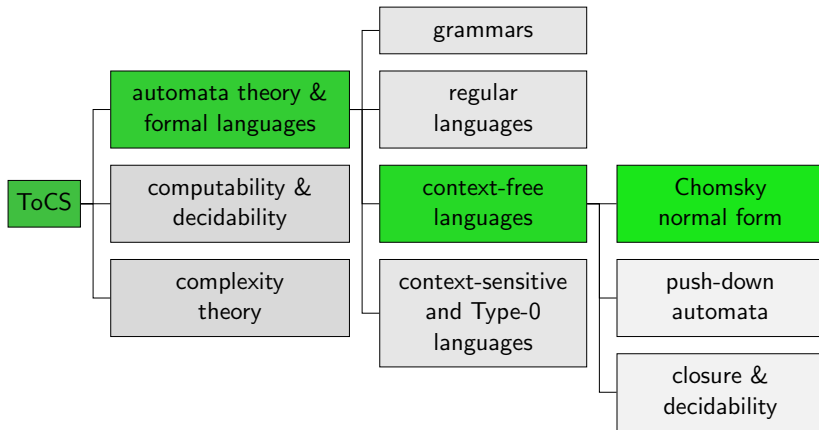 ToCS
automata theory &
formal languages
computability &
decidability
complexity
theory
grammars
regular
languages
context-free
languages
context-sensitive
and Type-0
languages
Chomsky
normal form
push-down
automata
closure &
decidability